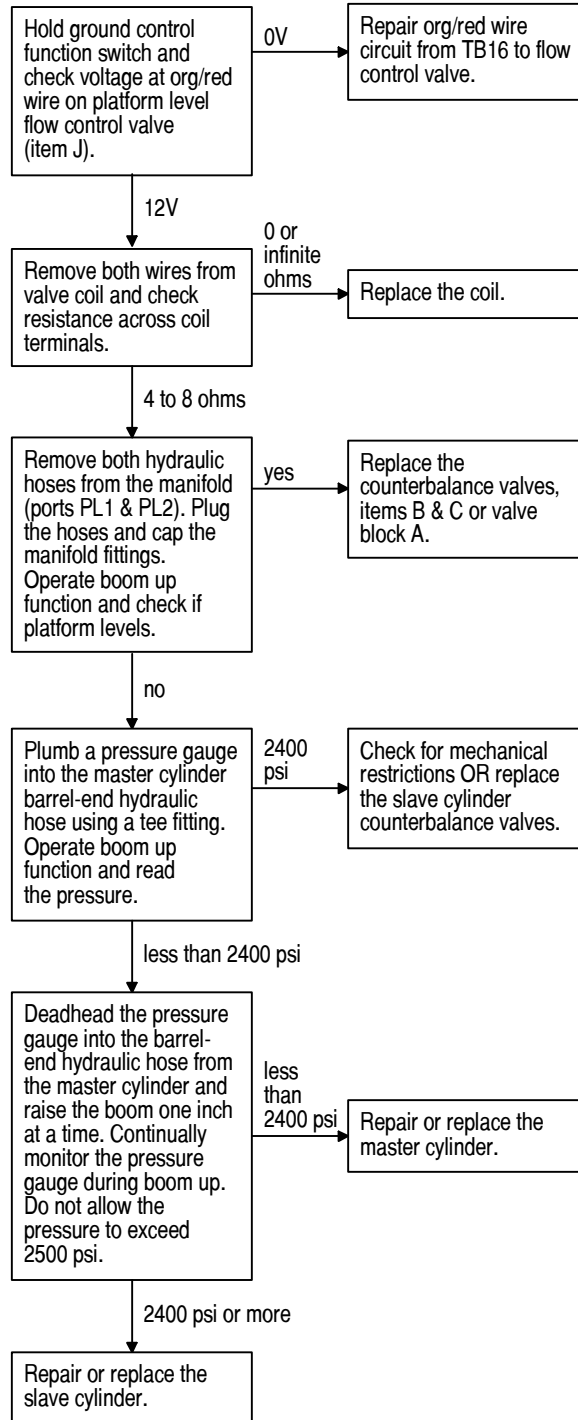 Hold ground control
function switch and
check voltage at org/red
wire on platform level
flow control valve
(item J).
0V
Repair org/red wire
circuit from TB16 to flow
control valve.
12V
Remove both wires from
valve coil and check
resistance across coil
terminals.
0 or
infinite
ohms
Replace the coil.
4 to 8 ohms
Remove both hydraulic
hoses from the manifold
(ports PL1 & PL2). Plug
the hoses and cap the
manifold fittings.
Operate boom up
function and check if
platform levels.
yes
Replace the
counterbalance valves,
items B & C or valve
block A.
no
Plumb a pressure gauge
into the master cylinder
barrel-end hydraulic
hose using a tee fitting.
Operate boom up
function and read
the pressure.
2400
psi
Check for mechanical
restrictions OR replace
the slave cylinder
counterbalance valves.
less than 2400 psi
Deadhead the pressure
gauge into the barrel-
end hydraulic hose from
the master cylinder and
raise the boom one inch
at a time. Continually
monitor the pressure
gauge during boom up.
Do not allow the
pressure to exceed
2500 psi.
less
than
2400 psi
Repair or replace the
master cylinder.
2400 psi or more
Repair or replace the
slave cylinder.